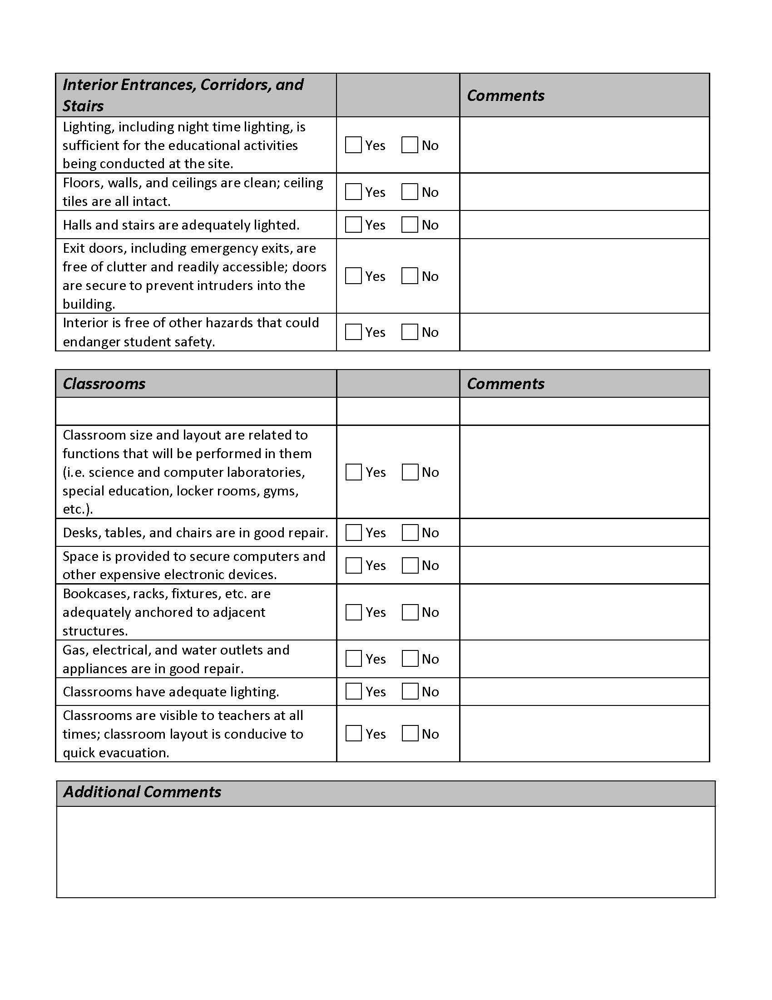 Interior Entrances, Corridors, and
Stairs
Comments
Lighting, including night time lighting, is
sufficient for the educational activities
being conducted at the site.
Yes No
Floors, walls, and ceilings are clean; ceiling
tiles are all intact.
Yes No
Halls and stairs are adequately lighted.
Yes No
Exit doors, including emergency exits, are
free of clutter and readily accessible; doors
are secure to prevent intruders into the
building.
Yes No
Interior is free of other hazards that could
endanger student safety.
Yes No
Classrooms
Comments
Classroom size and layout are related to
functions that will be performed in them
(i.e. science and computer laboratories,
special education, locker rooms, gyms,
etc.).
Yes No
Desks, tables, and chairs are in good repair.
Yes No
Space is provided to secure computers and
other expensive electronic devices.
Yes No
Bookcases, racks, fixtures, etc. are
adequately anchored to adjacent
structures.
Yes No
Gas, electrical, and water outlets and
appliances are in good repair.
Yes No
Classrooms have adequate lighting.
Yes No
Classrooms are visible to teachers at all
times; classroom layout is conducive to
quick evacuation.
Yes No
Additional Comments